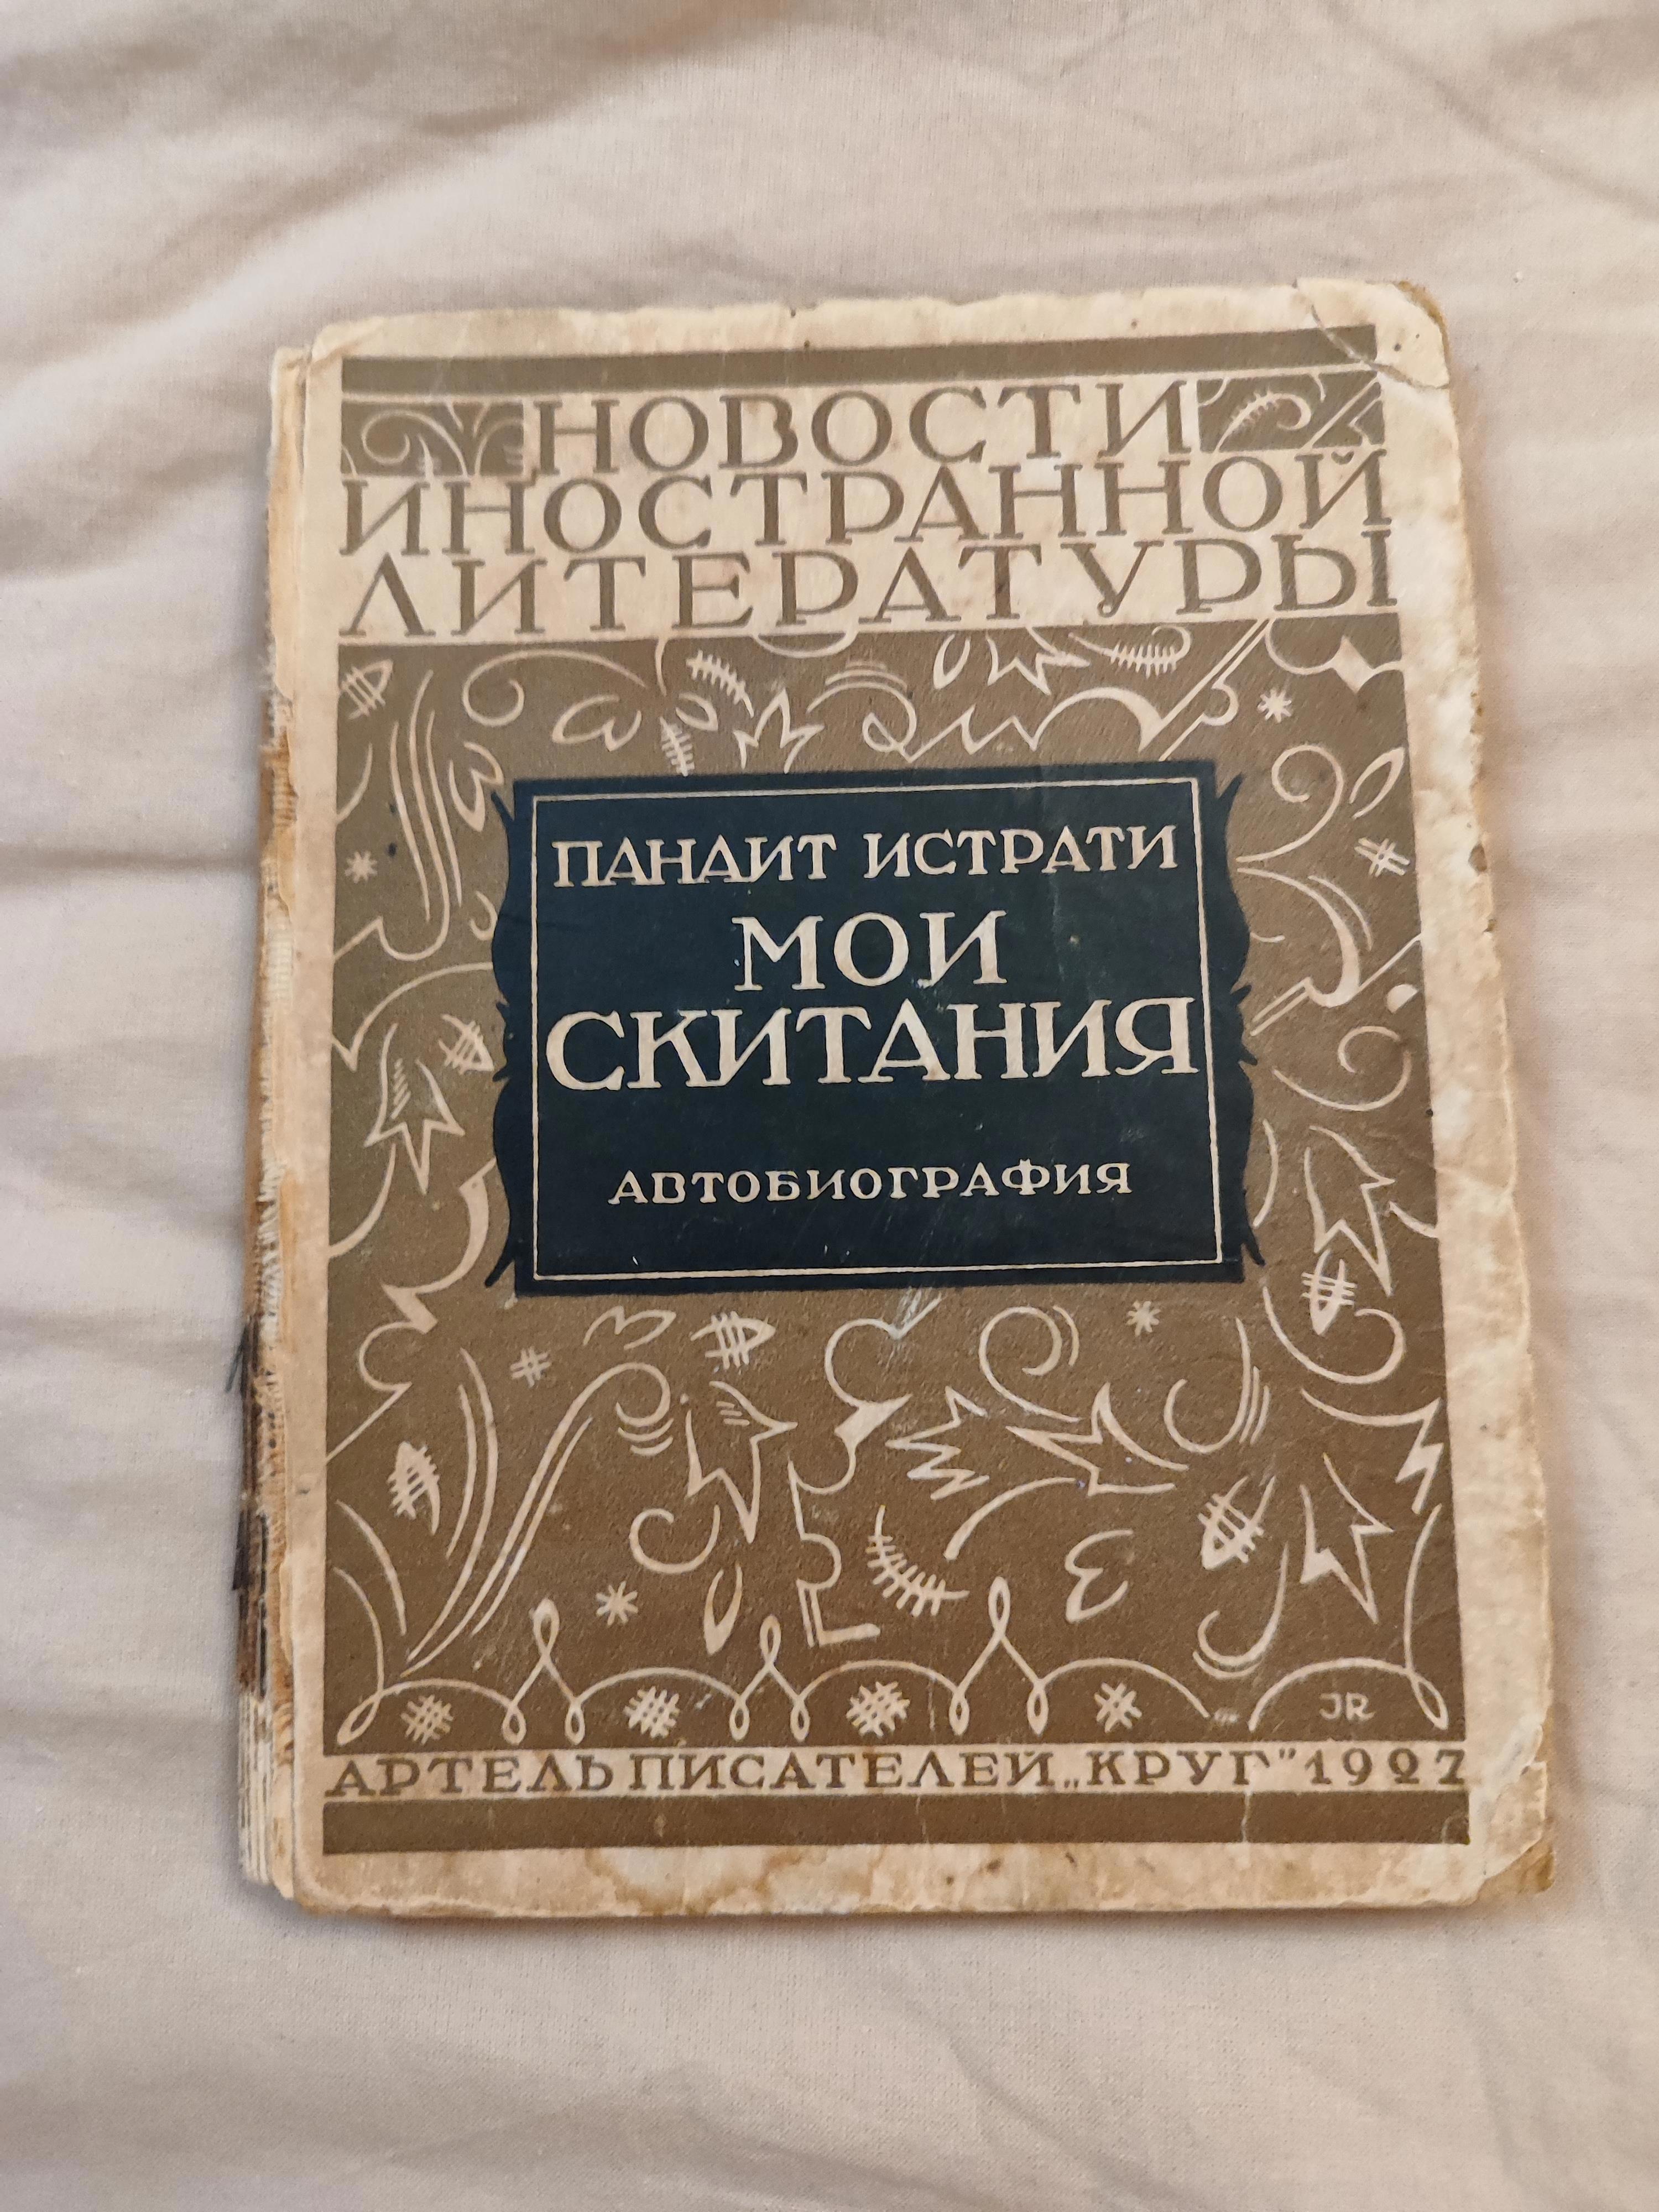 НОВОСТИ
ИНОСТРАННОЙ
ЛИТЕРАТУРЫ
ПАНАИТ ИСТРАТИ
МОИ
СКИТАНИЯ
АВТОБИОГРАФИЯ
JR
АРТЕЛЬ ПИСАТЕЛЕЙ „КРУГ” 1927